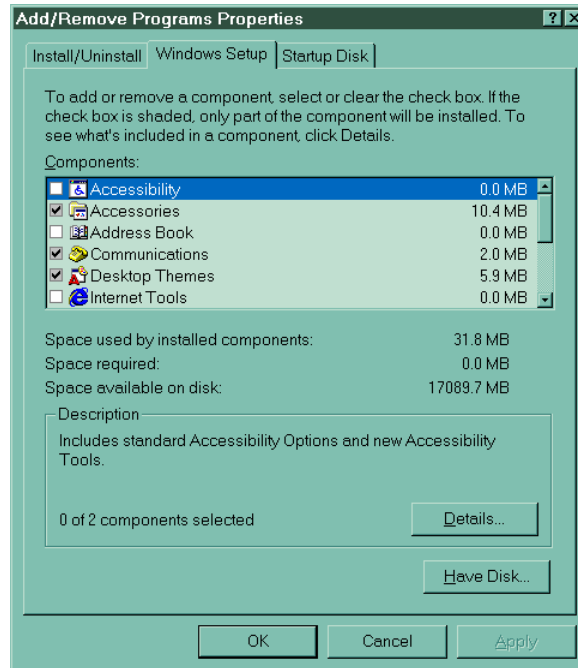 Add/Remove Programs Properties
Install/Uninstall Windows Setup Startup Disk
To add or remove a component, select or clear the check box. If the
check box is shaded, only part of the component will be installed. To
see what's included in a component, click Details.
Components:
Accessibility 0.0 MB
Accessories 10.4 MB
Address Book 0.0 MB
Communications 2.0 MB
Desktop Themes 5.9 MB
Internet Tools 0.0 MB
Space used by installed components: 31.8 MB
Space required: 0.0 MB
Space available on disk: 17089.7 MB
Description
Includes standard Accessibility Options and new Accessibility
Tools.
0 of 2 components selected Details...
Have Disk...
OK Cancel Apply